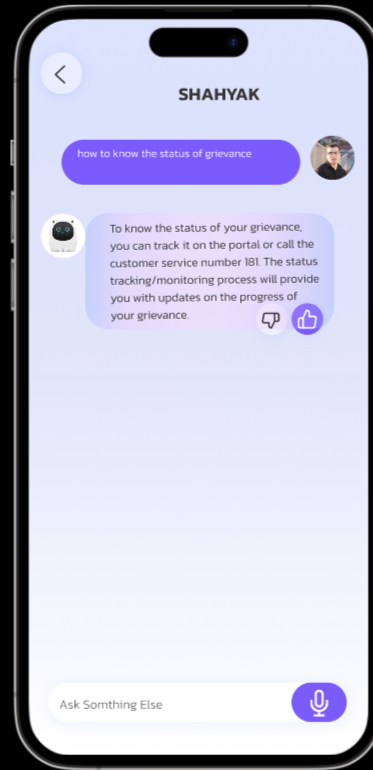 SHAHYAK
how to know the status of grievance
To know the status of your grievance,
you can track it on the portal or call the
customer service number 181. The status
tracking/monitoring process will provide
you with updates on the progress of
your grievance.
Ask Somthing Else